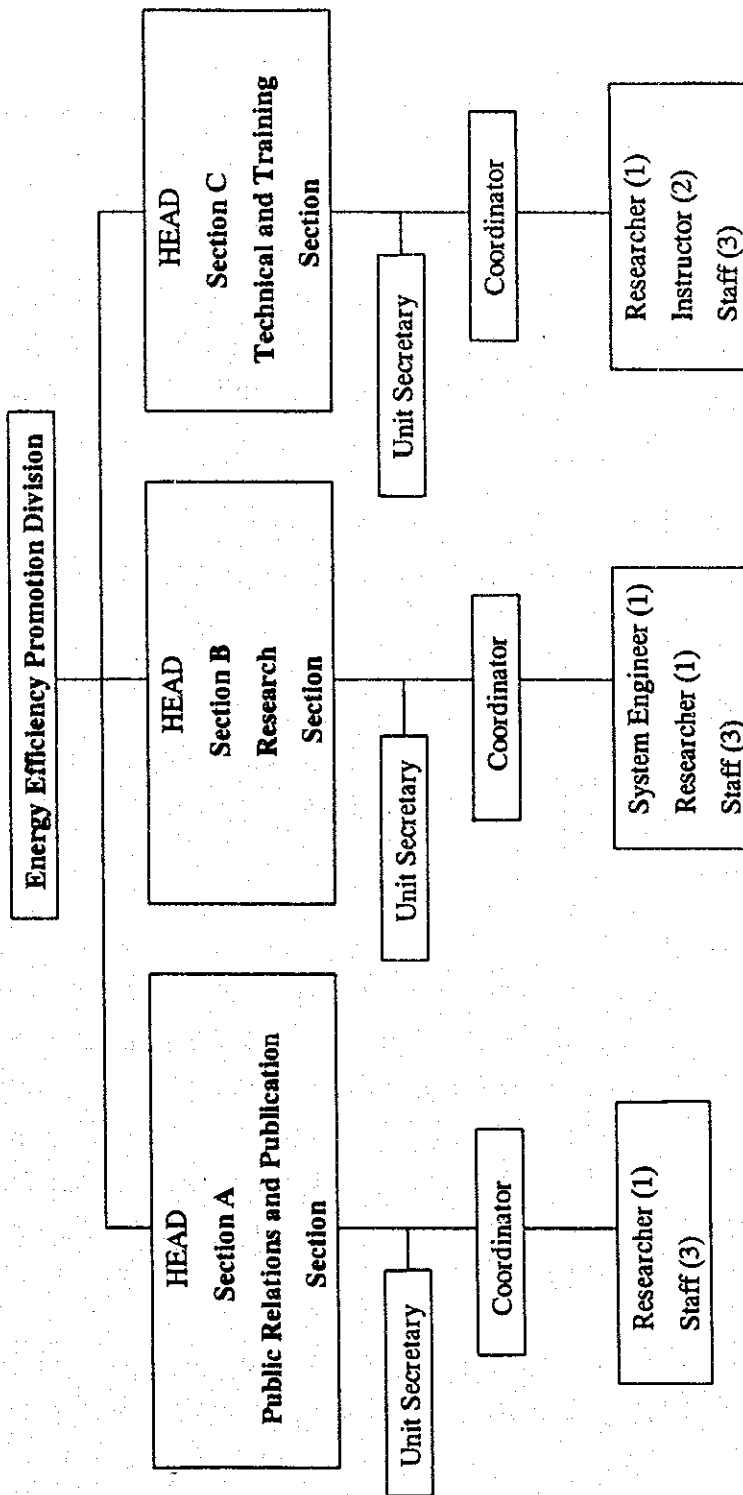 Energy Efficiency Promotion Division
HEAD
Section A
Public Relations and Publication
Section
HEAD
Section B
Research
Section
HEAD
Section C
Technical and Training
Section
Unit Secretary
Unit Secretary
Unit Secretary
Coordinator
Coordinator
Coordinator
Researcher (1)
Staff (3)
System Engineer (1)
Researcher (1)
Staff (3)
Researcher (1)
Instructor (2)
Staff (3)